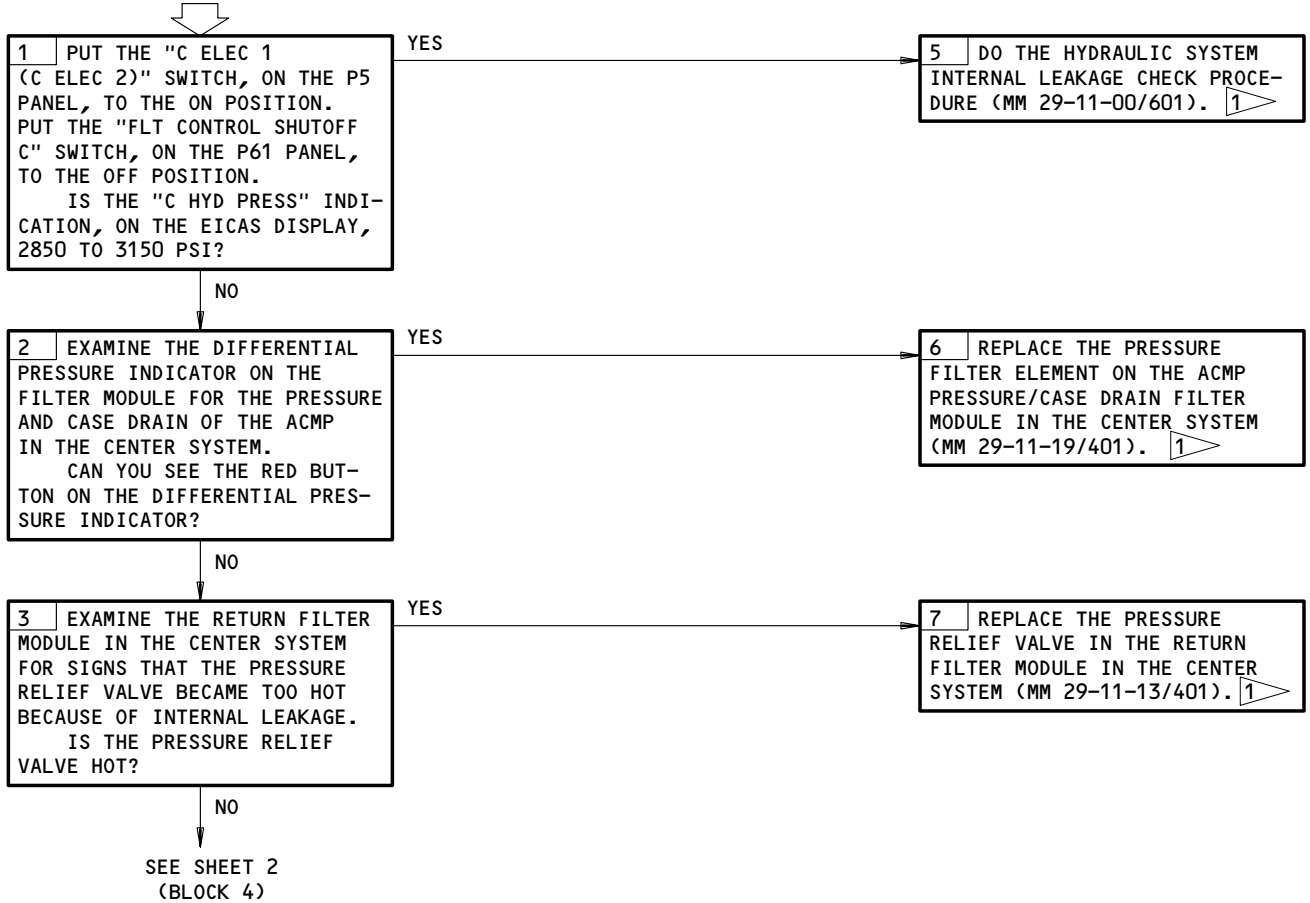 1 PUT THE "C ELEC 1
(C ELEC 2)" SWITCH, ON THE P5
PANEL, TO THE ON POSITION.
PUT THE "FLT CONTROL SHUTOFF
C" SWITCH, ON THE P61 PANEL,
TO THE OFF POSITION.
IS THE "C HYD PRESS" INDI-
CATION, ON THE EICAS DISPLAY,
2850 TO 3150 PSI?
YES
5 DO THE HYDRAULIC SYSTEM
INTERNAL LEAKAGE CHECK PROCE-
DURE (MM 29-11-00/601). 1
NO
2 EXAMINE THE DIFFERENTIAL
PRESSURE INDICATOR ON THE
FILTER MODULE FOR THE PRESSURE
AND CASE DRAIN OF THE ACMP
IN THE CENTER SYSTEM.
CAN YOU SEE THE RED BUT-
TON ON THE DIFFERENTIAL PRES-
SURE INDICATOR?
YES
6 REPLACE THE PRESSURE
FILTER ELEMENT ON THE ACMP
PRESSURE/CASE DRAIN FILTER
MODULE IN THE CENTER SYSTEM
(MM 29-11-19/401). 1
NO
3 EXAMINE THE RETURN FILTER
MODULE IN THE CENTER SYSTEM
FOR SIGNS THAT THE PRESSURE
RELIEF VALVE BECAME TOO HOT
BECAUSE OF INTERNAL LEAKAGE.
IS THE PRESSURE RELIEF
VALVE HOT?
YES
7 REPLACE THE PRESSURE
RELIEF VALVE IN THE RETURN
FILTER MODULE IN THE CENTER
SYSTEM (MM 29-11-13/401). 1
NO
SEE SHEET 2
(BLOCK 4)